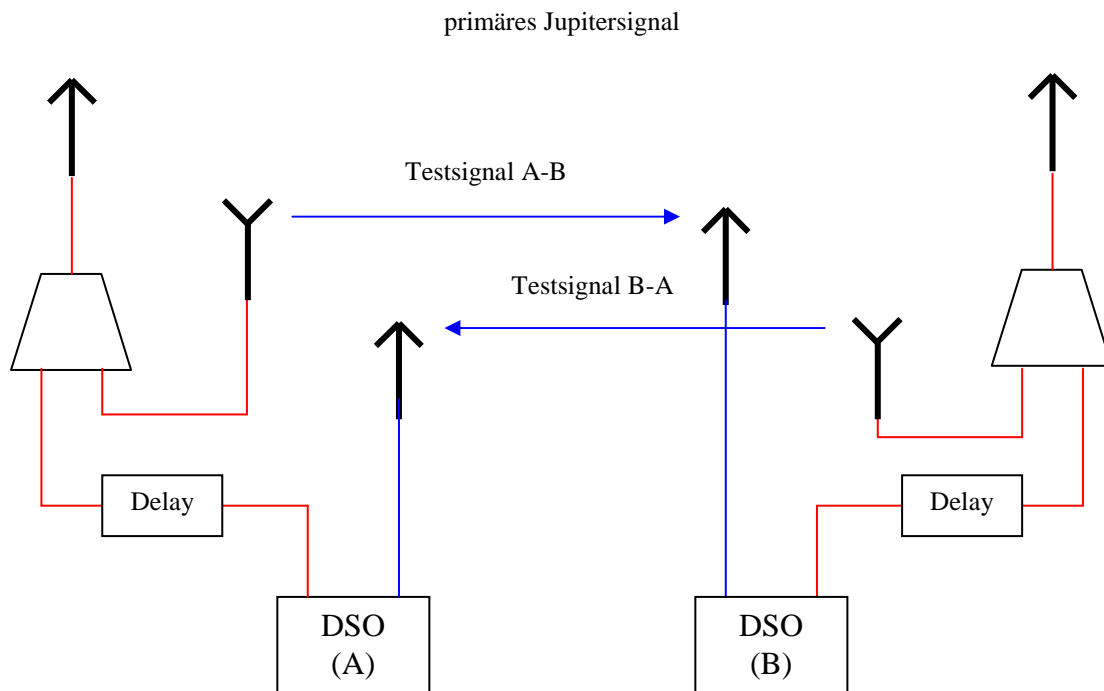 primäres Jupitersignal
Testsignal A-B
Testsignal B-A
Delay
Delay
DSO
(A)
DSO
(B)